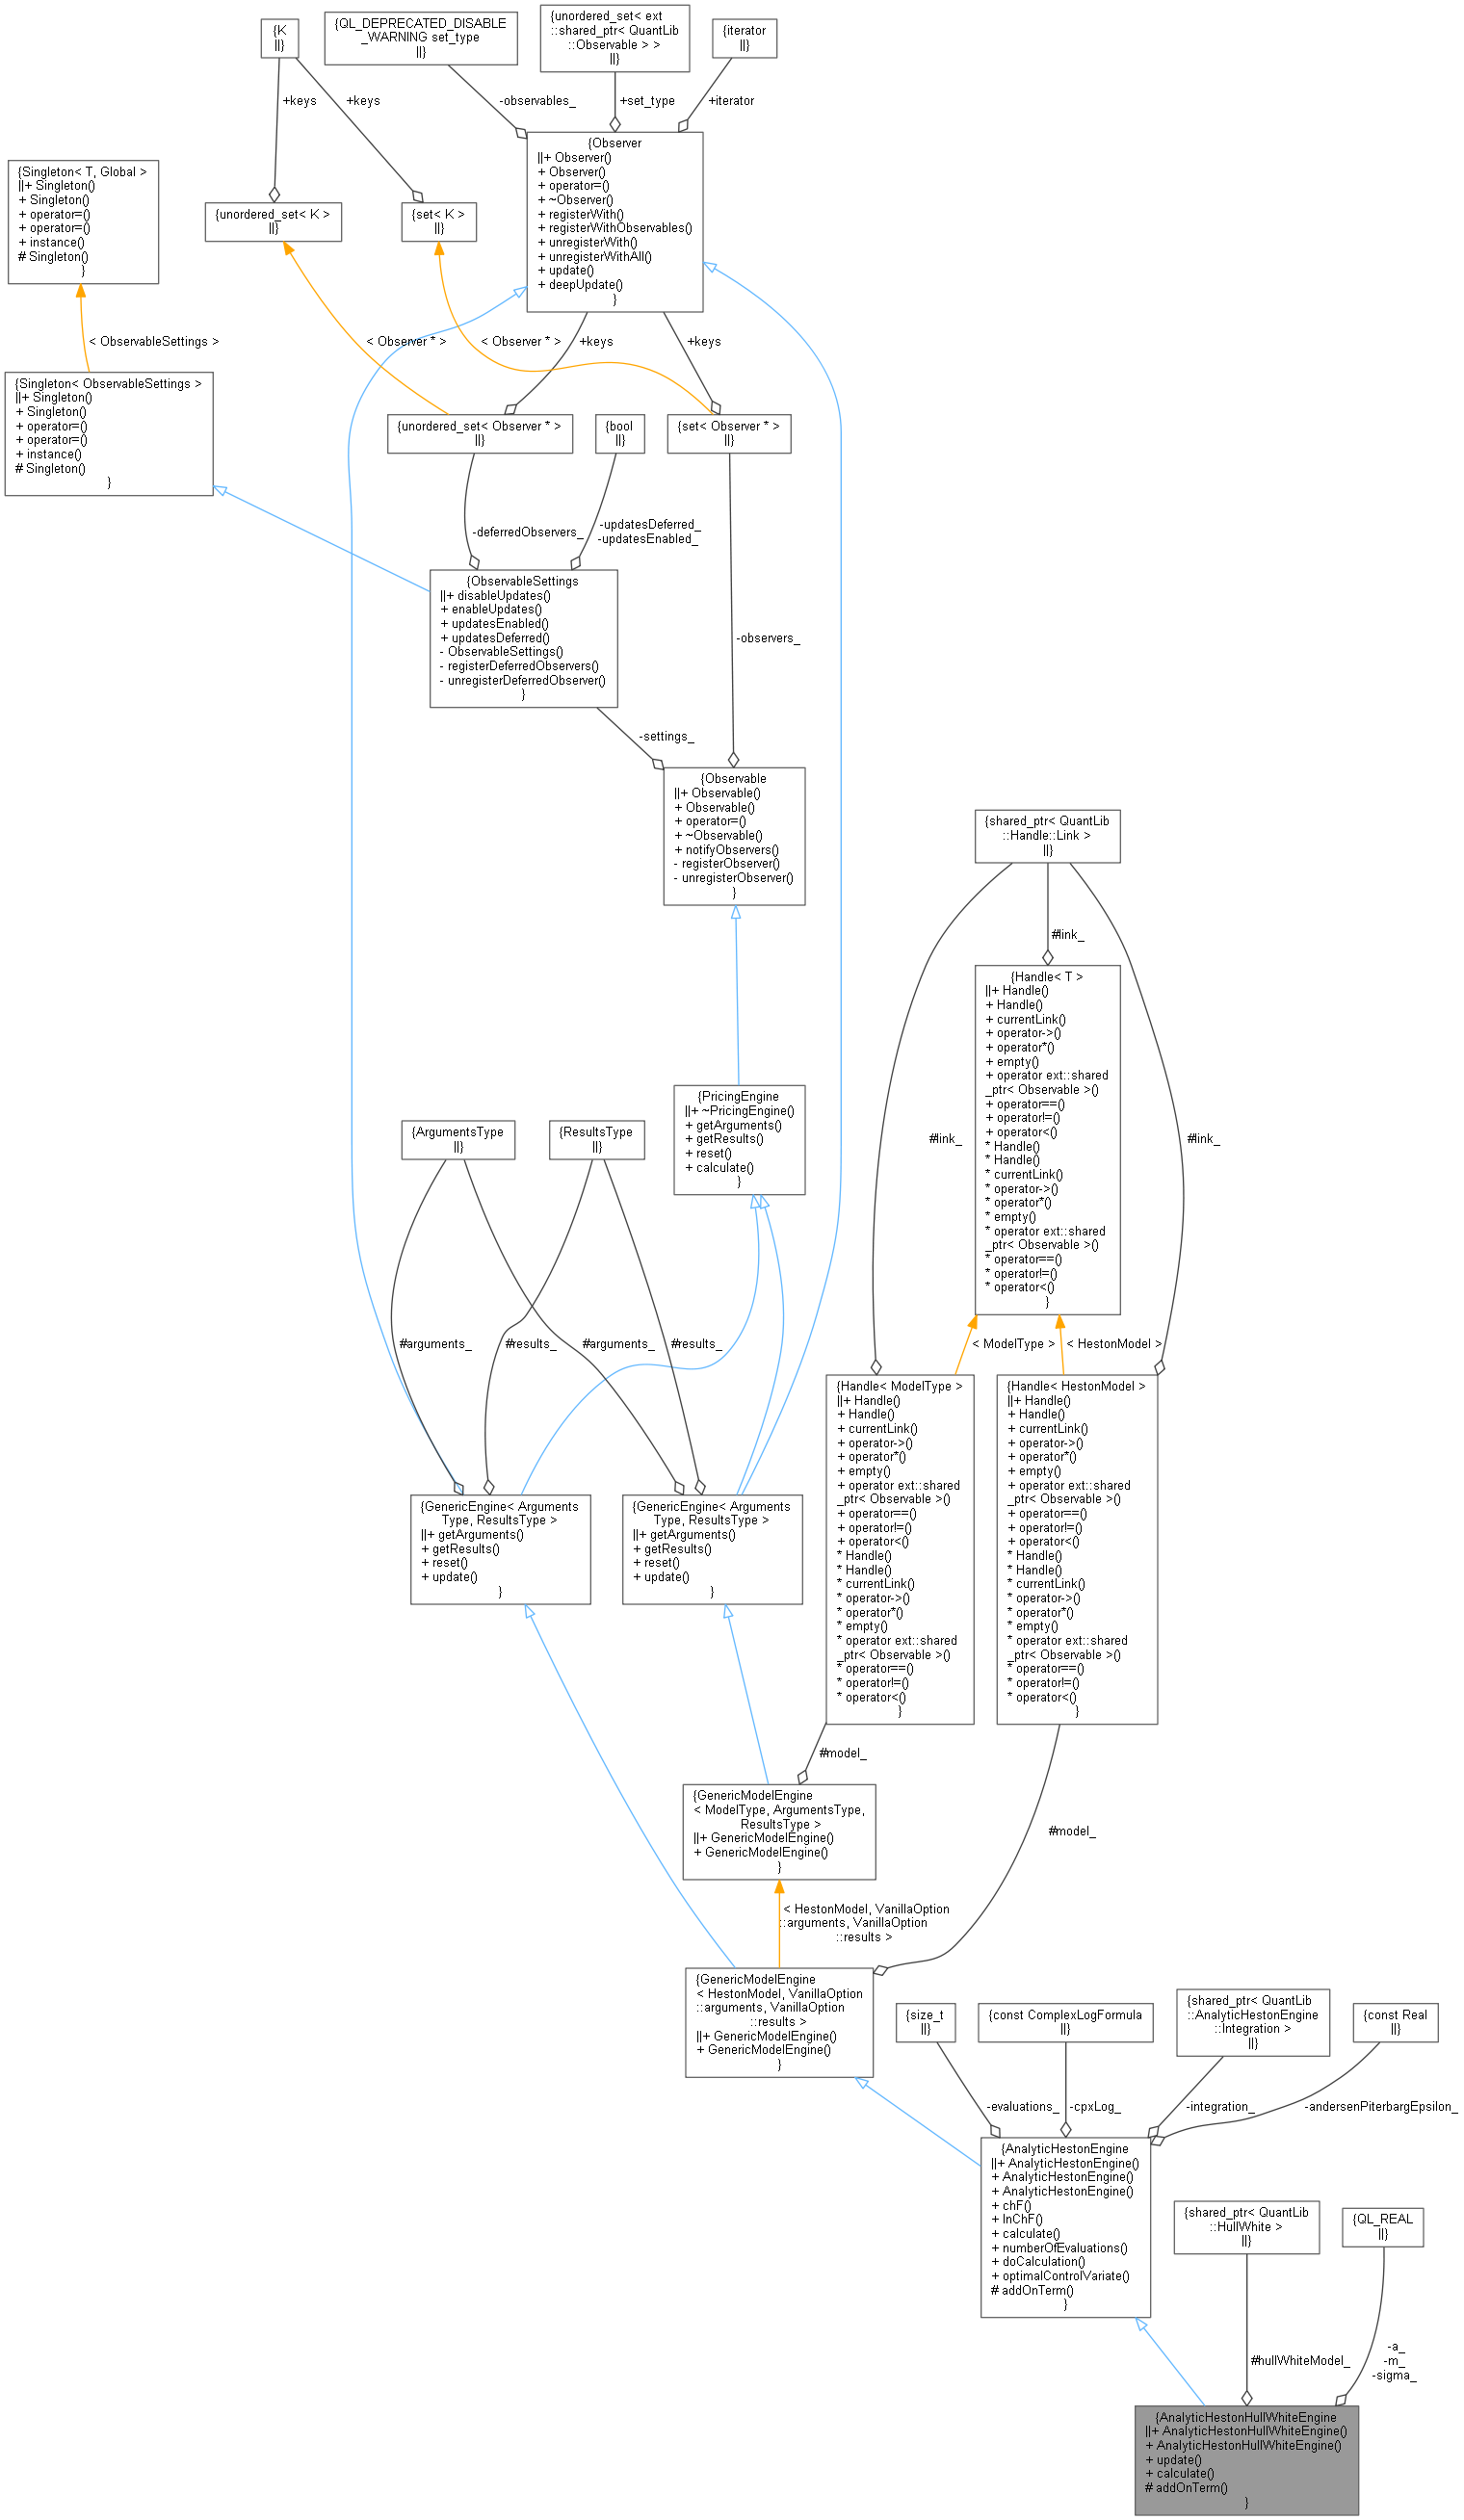 {K
||}
{QL_DEPRECATED_DISABLE
_WARNING set_type
||}
{unordered_set< ext
::shared_ptr< QuantLib
::Observable > >
||}
{iterator
||}
+keys
+keys
-observables_
+set_type
+iterator
{Singleton< T, Global >
||+ Singleton()
+ Singleton()
+ operator=()
+ operator=()
+ instance()
# Singleton()
}
{unordered_set< K >
||}
{set< K >
||}
{Observer
||+ Observer()
+ Observer()
+ operator=()
+ ~Observer()
+ registerWith()
+ registerWithObservables()
+ unregisterWith()
+ unregisterWithAll()
+ update()
+ deepUpdate()
}
< ObservableSettings >
< Observer * >
< Observer * >
+keys
+keys
{Singleton< ObservableSettings >
||+ Singleton()
+ Singleton()
+ operator=()
+ operator=()
+ instance()
# Singleton()
}
{unordered_set< Observer * >
||}
{bool
||}
{set< Observer * >
||}
-deferredObservers_
-updatesDeferred_
-updatesEnabled_
{ObservableSettings
||+ disableUpdates()
+ enableUpdates()
+ updatesEnabled()
+ updatesDeferred()
- ObservableSettings()
- registerDeferredObservers()
- unregisterDeferredObserver()
}
-observers_
-settings_
{Observable
||+ Observable()
+ Observable()
+ operator=()
+ ~Observable()
+ notifyObservers()
- registerObserver()
- unregisterObserver()
}
{shared_ptr< QuantLib
::Handle::Link >
||}
#link_
{Handle< T >
||+ Handle()
+ Handle()
+ currentLink()
+ operator->()
+ operator*()
+ empty()
+ operator ext::shared
_ptr< Observable >()
+ operator==()
+ operator!=()
+ operator<()
* Handle()
* Handle()
* currentLink()
* operator->()
* operator*()
* empty()
* operator ext::shared
_ptr< Observable >()
* operator==()
* operator!=()
* operator<()
}
{PricingEngine
||+ ~PricingEngine()
+ getArguments()
+ getResults()
+ reset()
+ calculate()
}
{ArgumentsType
||}
{ResultsType
||}
#link_
#link_
#arguments_
#results_
#arguments_
#results_
< ModelType >
< HestonModel >
{Handle< ModelType >
||+ Handle()
+ Handle()
+ currentLink()
+ operator->()
+ operator*()
+ empty()
+ operator ext::shared
_ptr< Observable >()
+ operator==()
+ operator!=()
+ operator<()
* Handle()
* Handle()
* currentLink()
* operator->()
* operator*()
* empty()
* operator ext::shared
_ptr< Observable >()
* operator==()
* operator!=()
* operator<()
}
{Handle< HestonModel >
||+ Handle()
+ Handle()
+ currentLink()
+ operator->()
+ operator*()
+ empty()
+ operator ext::shared
_ptr< Observable >()
+ operator==()
+ operator!=()
+ operator<()
* Handle()
* Handle()
* currentLink()
* operator->()
* operator*()
* empty()
* operator ext::shared
_ptr< Observable >()
* operator==()
* operator!=()
* operator<()
}
{GenericEngine< Arguments
Type, ResultsType >
||+ getArguments()
+ getResults()
+ reset()
+ update()
}
{GenericEngine< Arguments
Type, ResultsType >
||+ getArguments()
+ getResults()
+ reset()
+ update()
}
#model_
{GenericModelEngine
< ModelType, ArgumentsType,
ResultsType >
||+ GenericModelEngine()
+ GenericModelEngine()
}
#model_
< HestonModel, VanillaOption
::arguments, VanillaOption
::results >
{GenericModelEngine
< HestonModel, VanillaOption
::arguments, VanillaOption
::results >
||+ GenericModelEngine()
+ GenericModelEngine()
}
{size_t
||}
{const ComplexLogFormula
||}
{shared_ptr< QuantLib
::AnalyticHestonEngine
::Integration >
||}
{const Real
||}
-evaluations_
-cpxLog_
-integration_
-andersenPiterbargEpsilon_
{AnalyticHestonEngine
||+ AnalyticHestonEngine()
+ AnalyticHestonEngine()
+ AnalyticHestonEngine()
+ chF()
+ lnChF()
+ calculate()
+ numberOfEvaluations()
+ doCalculation()
+ optimalControlVariate()
# addOnTerm()
}
{shared_ptr< QuantLib
::HullWhite >
||}
{QL_REAL
||}
#hullWhiteModel_
-a_
-m_
-sigma_
{AnalyticHestonHullWhiteEngine
||+ AnalyticHestonHullWhiteEngine()
+ AnalyticHestonHullWhiteEngine()
+ update()
+ calculate()
# addOnTerm()
}